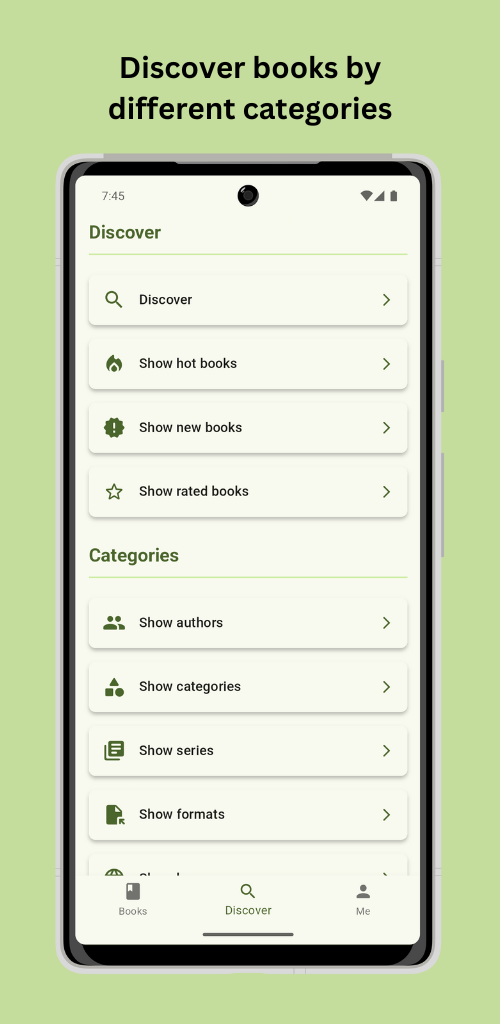 Discover books by
different categories
7:45
Discover
Discover
Show hot books
Show new books
Show rated books
Categories
Show authors
Show categories
Show series
Show formats
Books
Discover
Me